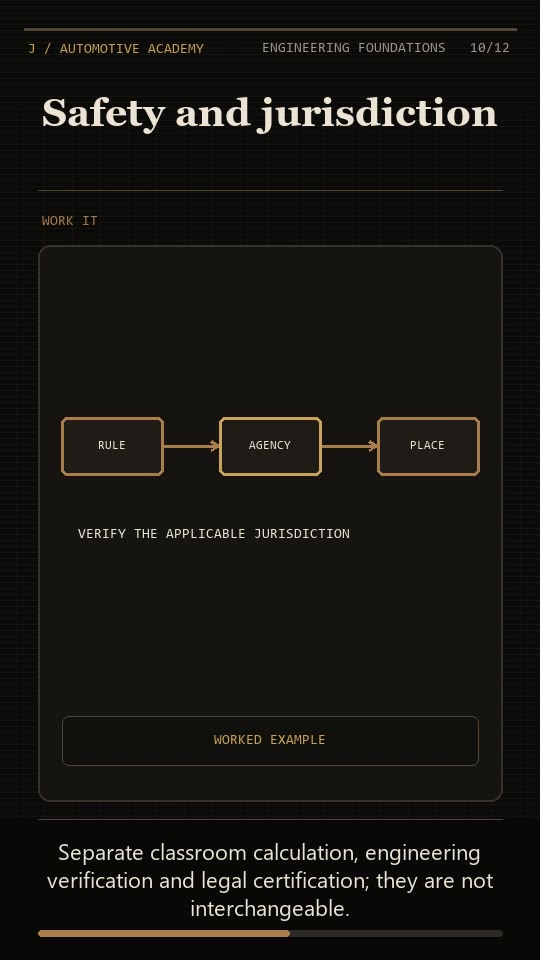 J / AUTOMOTIVE ACADEMY ENGINEERING FOUNDATIONS 10/12
Safety and jurisdiction
WORK IT
RULE AGENCY PLACE
VERIFY THE APPLICABLE JURISDICTION
WORKED EXAMPLE
Separate classroom calculation, engineering
verification and legal certification; they are not
interchangeable.